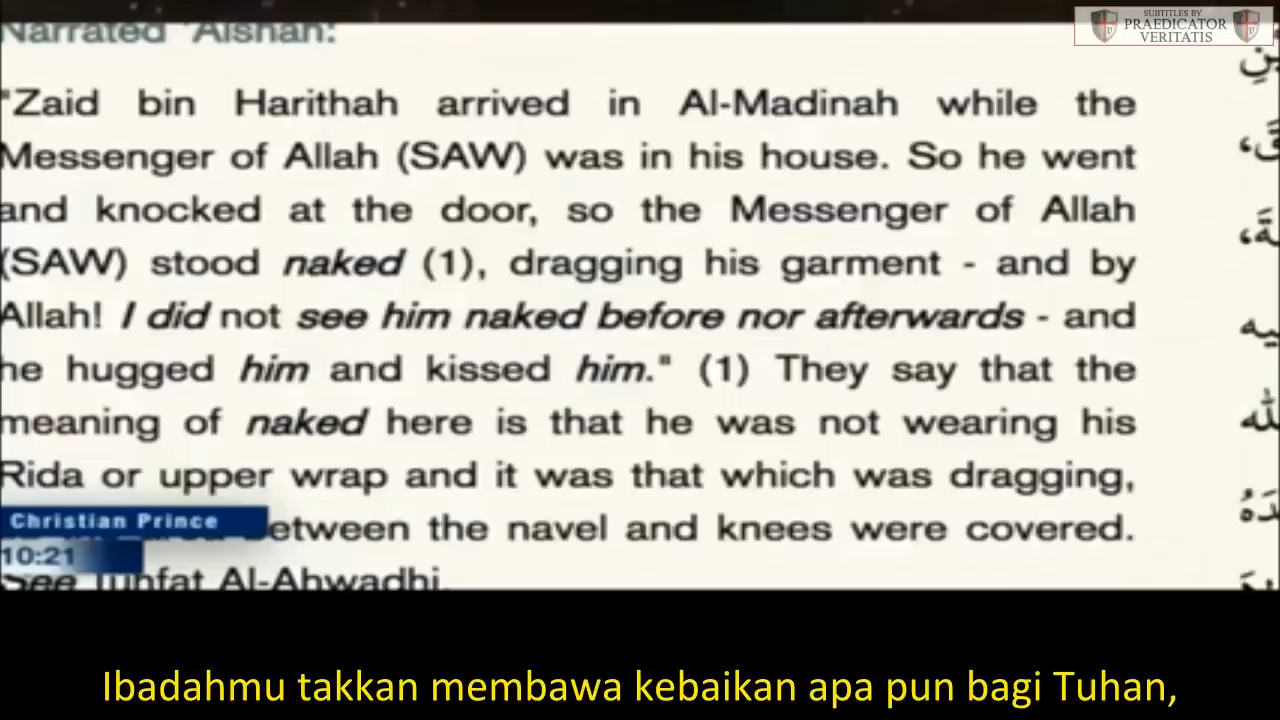 SUBTITLES BY
PRAEDICATOR
VERITATIS
Narrated 'Aishah:
"Zaid bin Harithah arrived in Al-Madinah while the
Messenger of Allah (SAW) was in his house. So he went
and knocked at the door, so the Messenger of Allah
(SAW) stood naked (1), dragging his garment - and by
Allah! I did not see him naked before nor afterwards - and
he hugged him and kissed him." (1) They say that the
meaning of naked here is that he was not wearing his
Rida or upper wrap and it was that which was dragging,
between the navel and knees were covered.
See Tuhfat Al-Ahwadhi.
Christian Prince
10:21
Ibadahmu takkan membawa kebaikan apa pun bagi Tuhan,